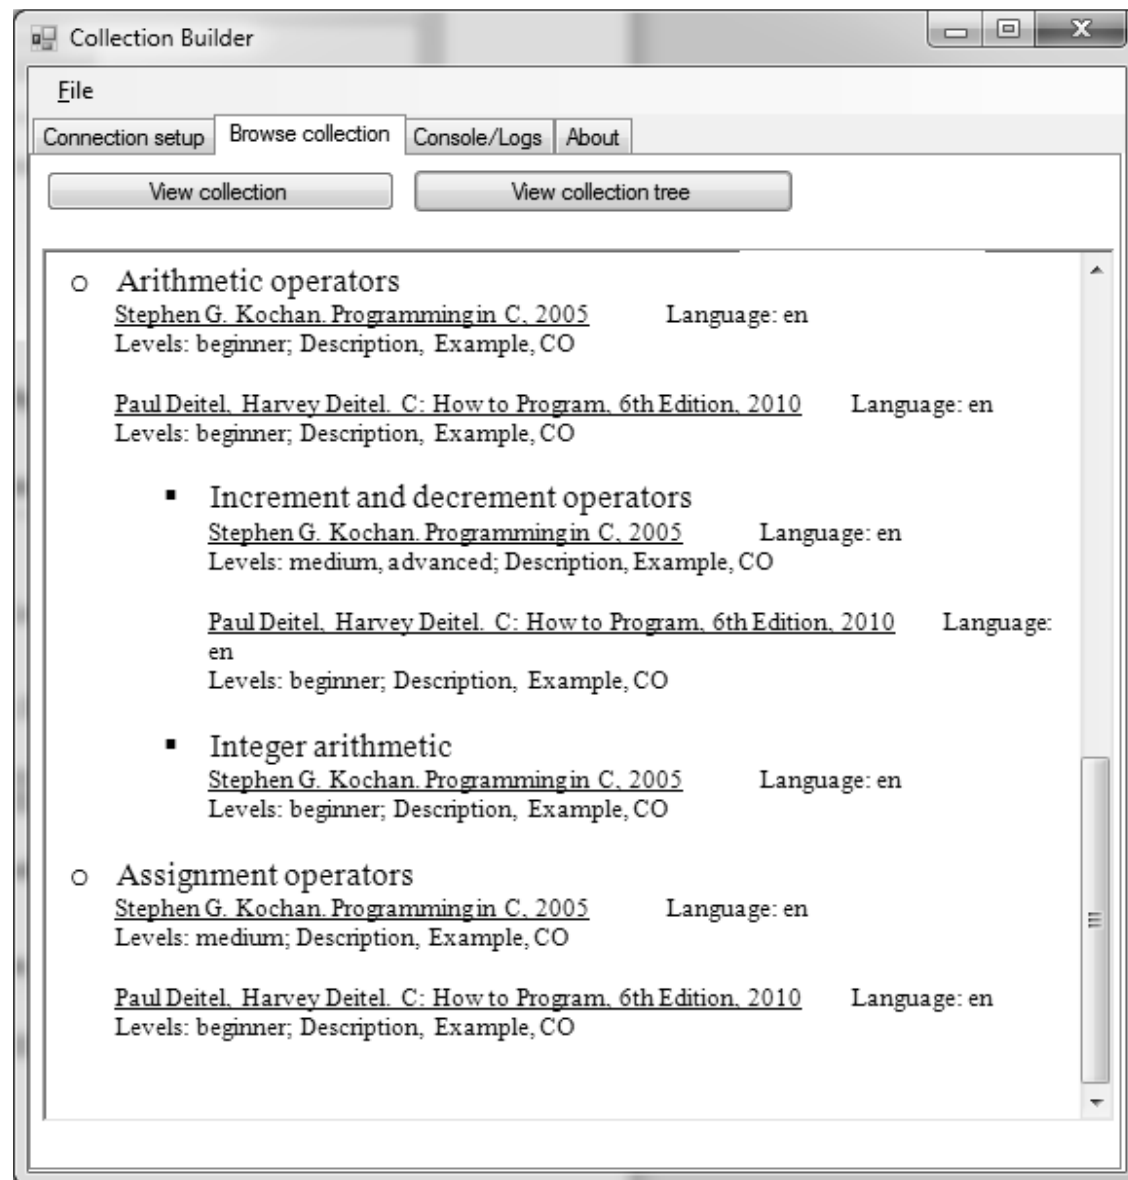 Collection Builder
File
Connection setup Browse collection Console/Logs About
View collection View collection tree
Arithmetic operators
Stephen G. Kochan. Programming in C, 2005 Language: en
Levels: beginner; Description, Example, CO
Paul Deitel, Harvey Deitel. C: How to Program, 6th Edition, 2010 Language: en
Levels: beginner; Description, Example, CO
Increment and decrement operators
Stephen G. Kochan. Programming in C, 2005 Language: en
Levels: medium, advanced; Description, Example, CO
Paul Deitel, Harvey Deitel. C: How to Program, 6th Edition, 2010 Language:
en
Levels: beginner; Description, Example, CO
Integer arithmetic
Stephen G. Kochan. Programming in C, 2005 Language: en
Levels: beginner; Description, Example, CO
Assignment operators
Stephen G. Kochan. Programming in C, 2005 Language: en
Levels: medium; Description, Example, CO
Paul Deitel, Harvey Deitel. C: How to Program, 6th Edition, 2010 Language: en
Levels: beginner; Description, Example, CO